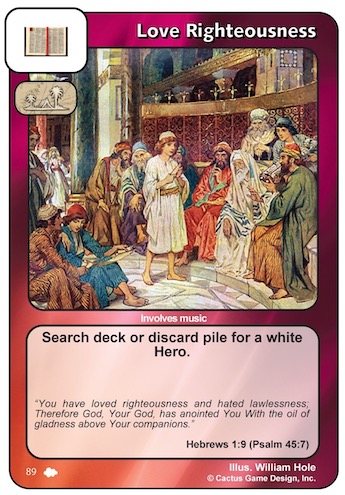 Love Righteousness
Involves music
Search deck or discard pile for a white
Hero.
“You have loved righteousness and hated lawlessness;
Therefore God, Your God, has anointed You With the oil of
gladness above Your companions.”
Hebrews 1:9 (Psalm 45:7)
Illus. William Hole
89
© Cactus Game Design, Inc.